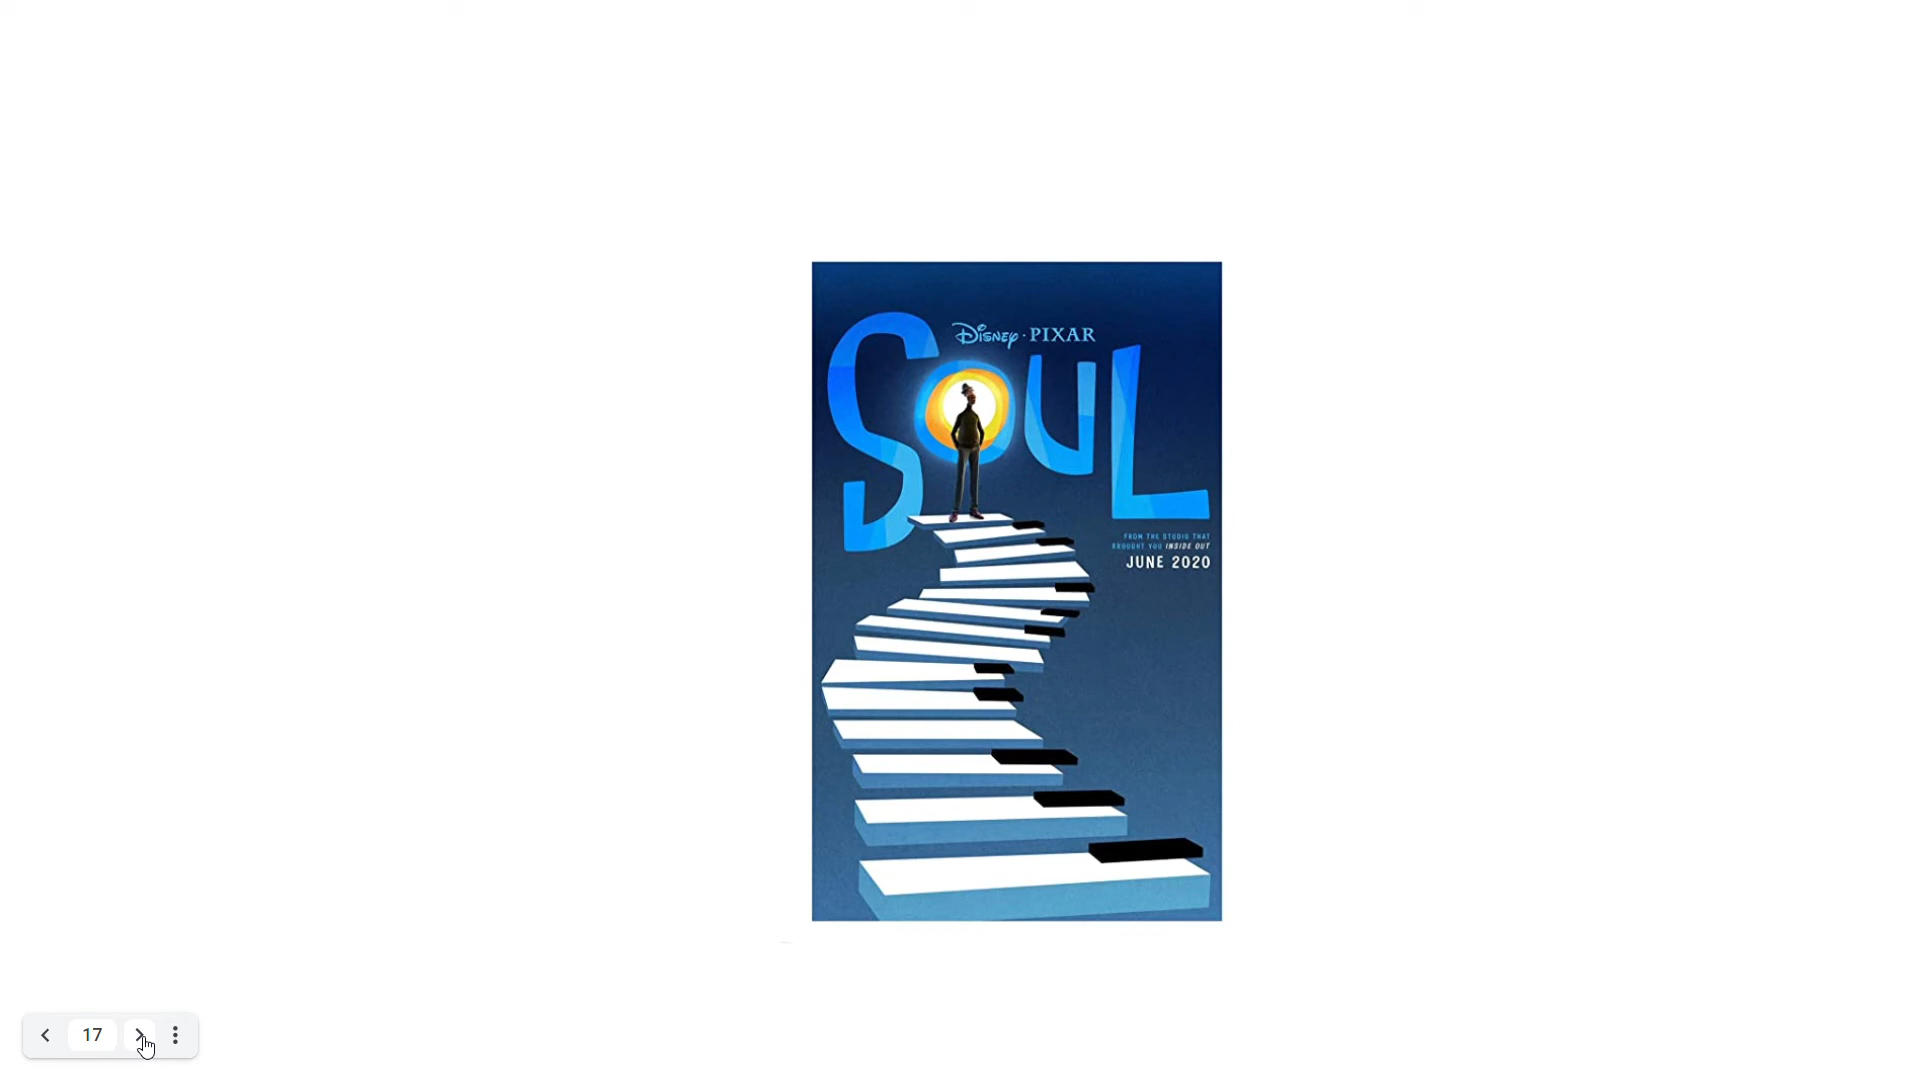 Disney · PIXAR
SOUL
FROM THE STUDIO THAT
BROUGHT YOU INSIDE OUT
JUNE 2020
17